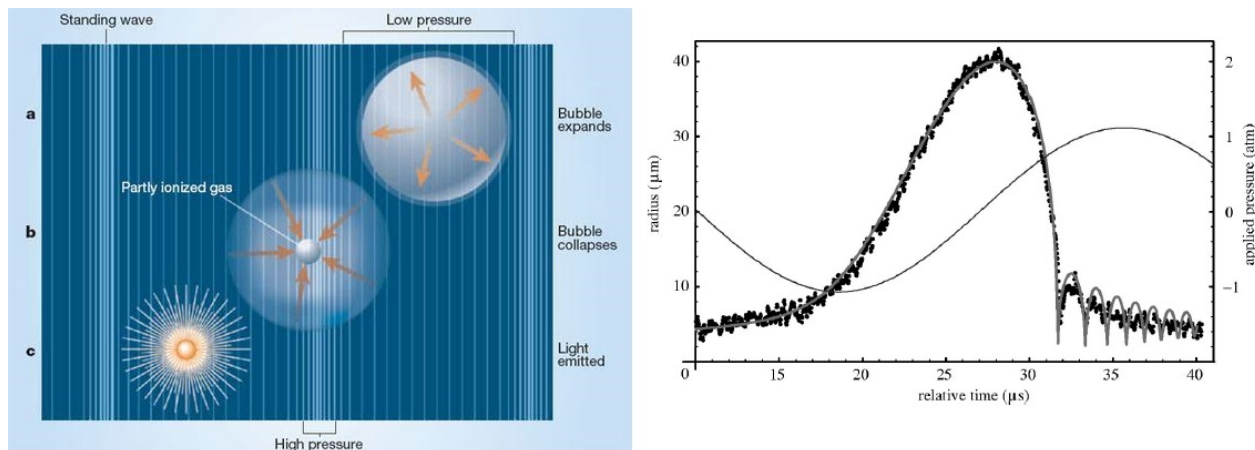 Standing wave
Low pressure
a
Bubble
expands
Partly ionized gas
b
Bubble
collapses
c
Light
emitted
High pressure
40
30
20
10
radius (µm)
2
1
0
−1
applied pressure (atm)
0
15
20
25
30
35
40
relative time (µs)